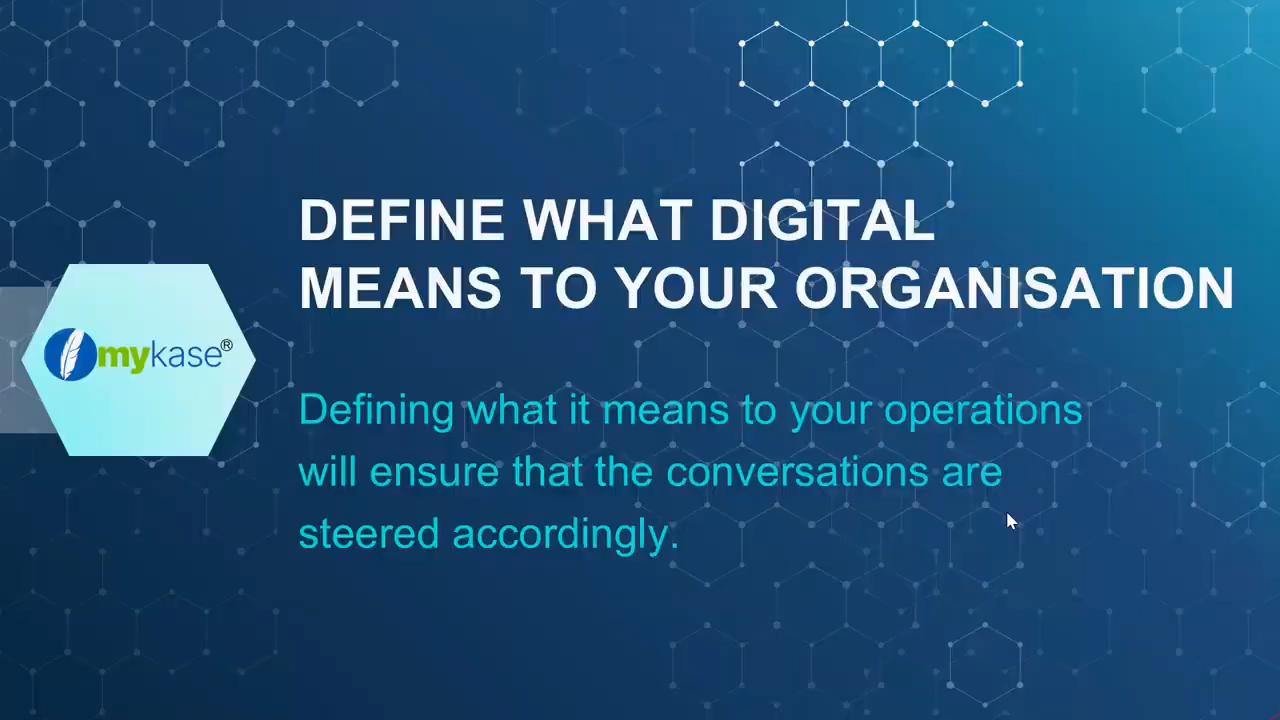 DEFINE WHAT DIGITAL
MEANS TO YOUR ORGANISATION
mykase®
Defining what it means to your operations
will ensure that the conversations are
steered accordingly.